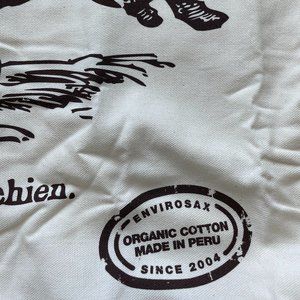 chien.
ENVIROSAX
ORGANIC COTTON
MADE IN PERU
SINCE 2004